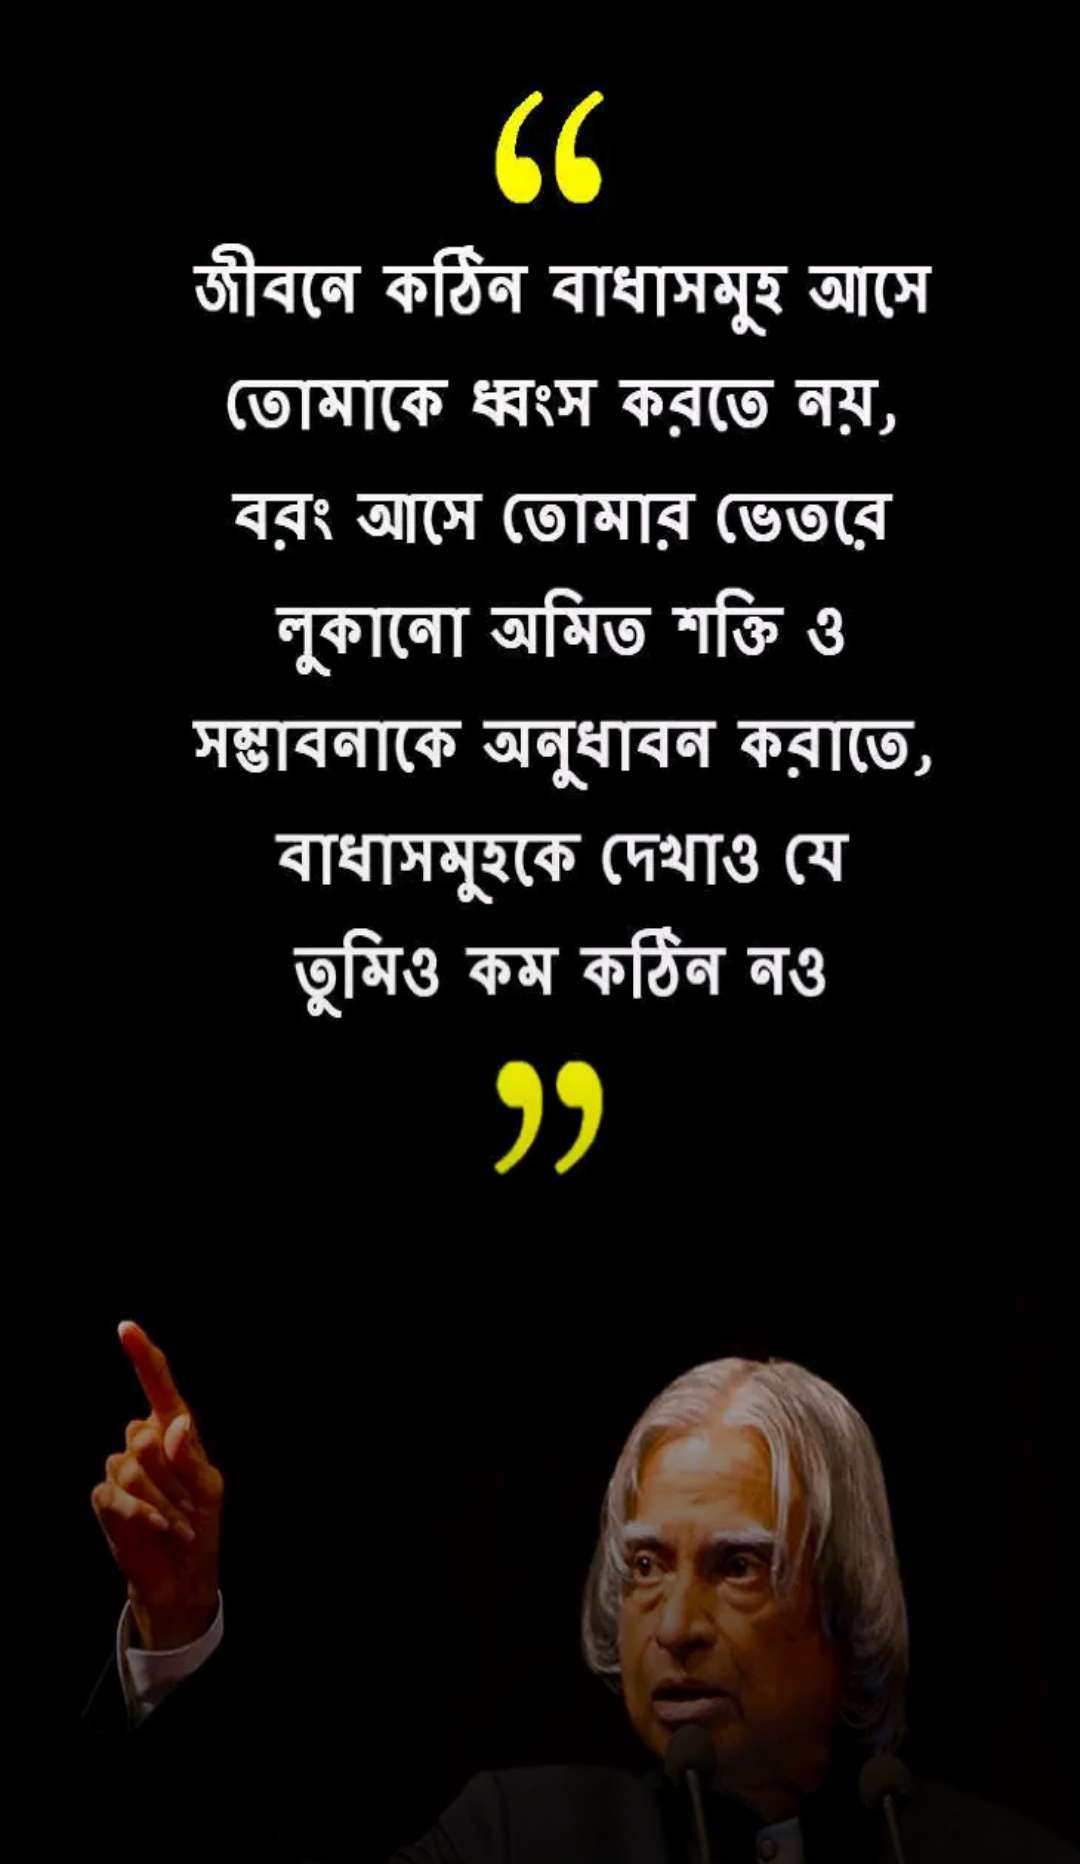 “
জীবনে কঠিন বাধাসমুহ আসে
তোমাকে ধ্বংস করতে নয়,
বরং আসে তোমার ভেতরে
লুকানো অমিত শক্তি ও
সম্ভাবনাকে অনুধাবন করাতে,
বাধাসমুহকে দেখাও যে
তুমিও কম কঠিন নও
”